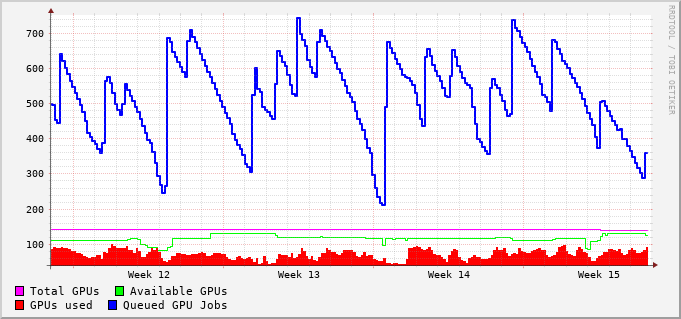 700
600
500
400
300
200
100
Week 12 Week 13 Week 14 Week 15
Total GPUs Available GPUs
GPUs used Queued GPU Jobs
RRDTOOL / TOBI OETIKER